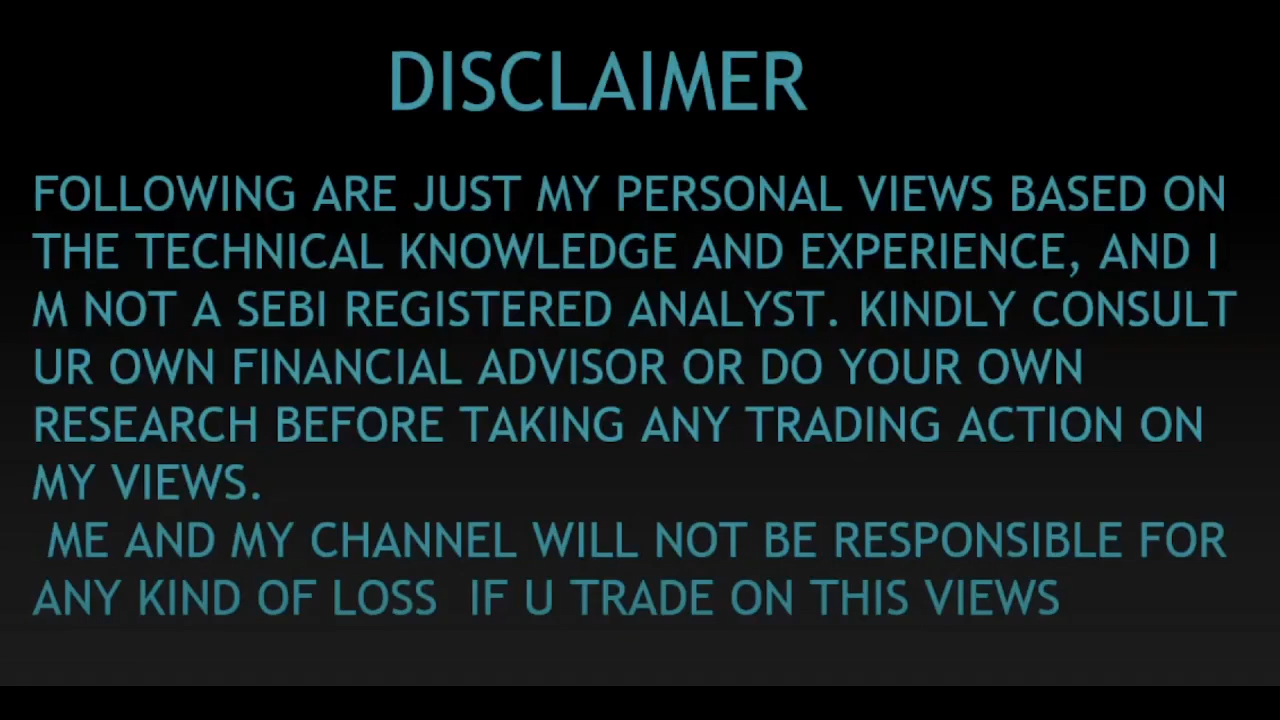 DISCLAIMER
FOLLOWING ARE JUST MY PERSONAL VIEWS BASED ON
THE TECHNICAL KNOWLEDGE AND EXPERIENCE, AND I
M NOT A SEBI REGISTERED ANALYST. KINDLY CONSULT
UR OWN FINANCIAL ADVISOR OR DO YOUR OWN
RESEARCH BEFORE TAKING ANY TRADING ACTION ON
MY VIEWS.
ME AND MY CHANNEL WILL NOT BE RESPONSIBLE FOR
ANY KIND OF LOSS  IF U TRADE ON THIS VIEWS